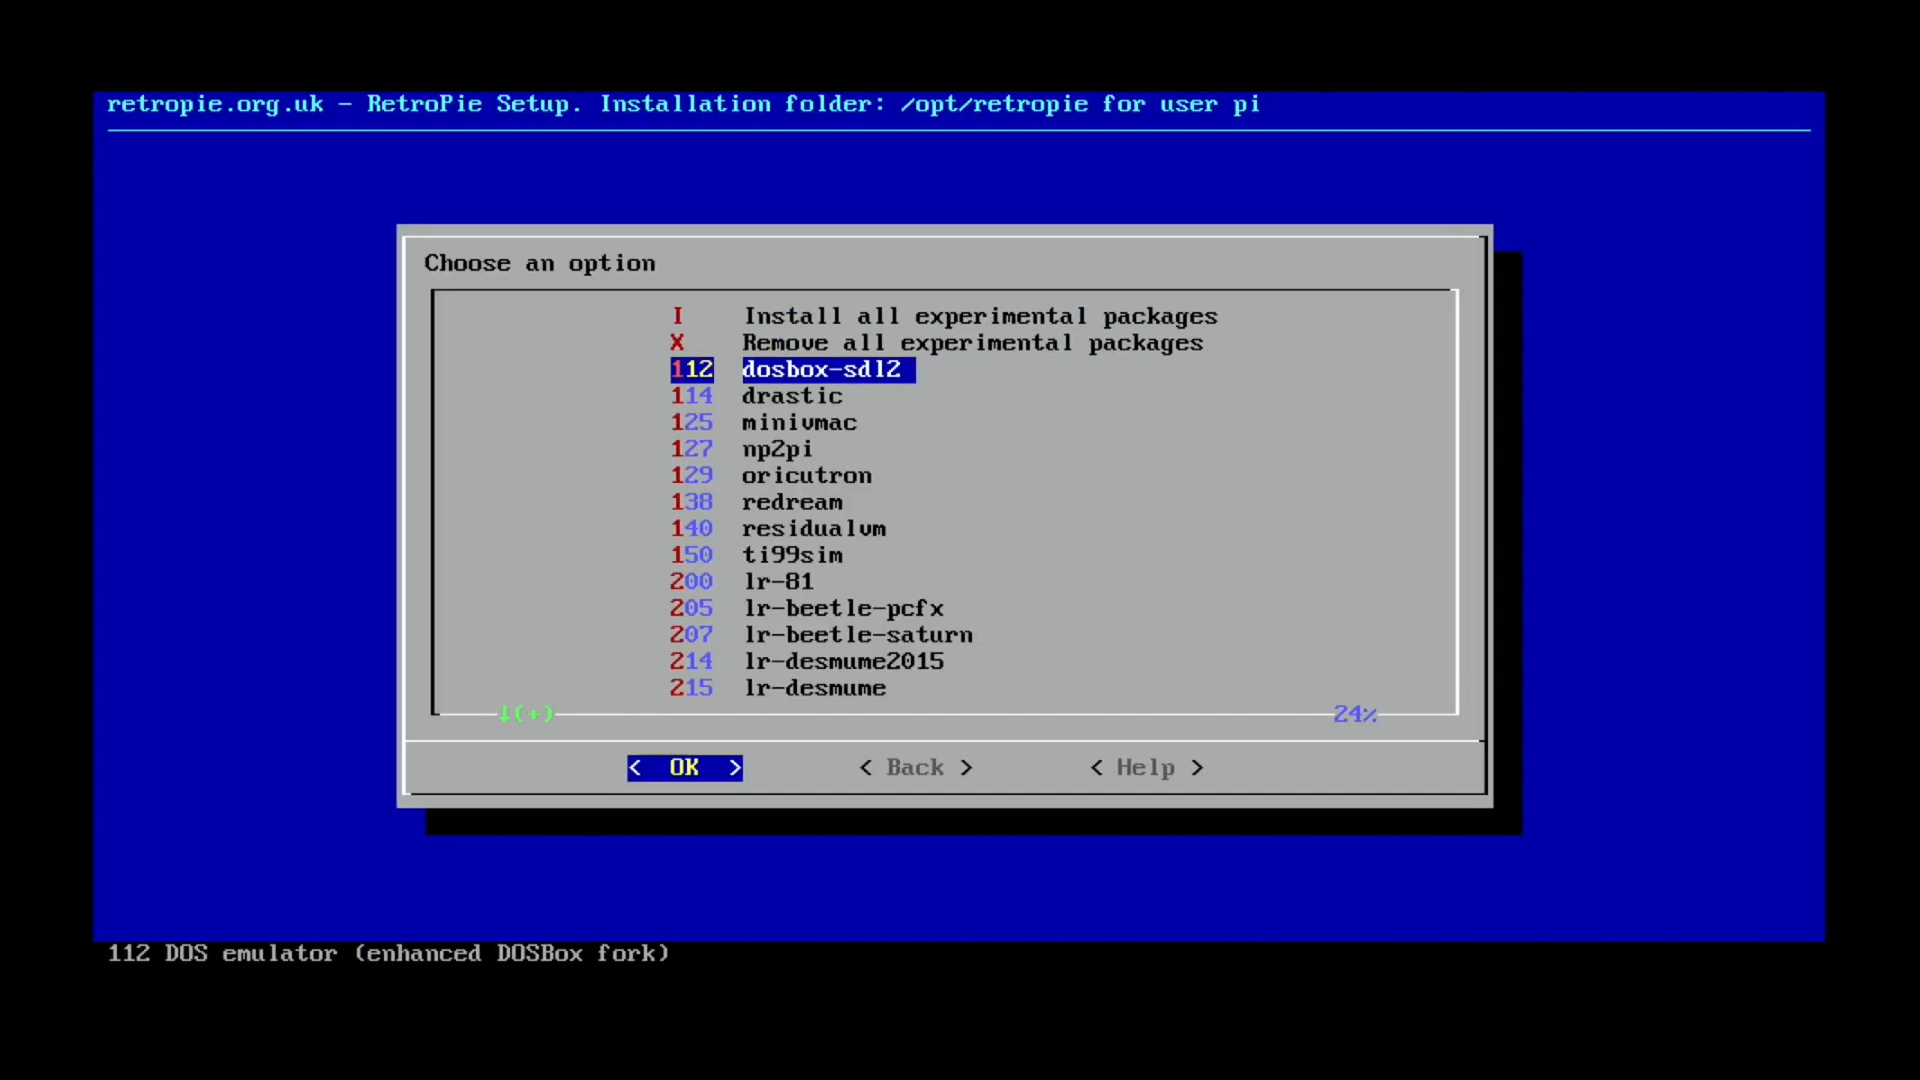 retropie.org.uk - RetroPie Setup. Installation folder: /opt/retropie for user pi
Choose an option
I Install all experimental packages
X Remove all experimental packages
112 dosbox-sdl2
114 drastic
125 minivmac
127 np2pi
129 oricutron
138 redream
140 residualvm
150 ti99sim
200 lr-81
205 lr-beetle-pcfx
207 lr-beetle-saturn
214 lr-desmume2015
215 lr-desmume
↓(+) 24%
< OK > < Back > < Help >
112 DOS emulator (enhanced DOSBox fork)